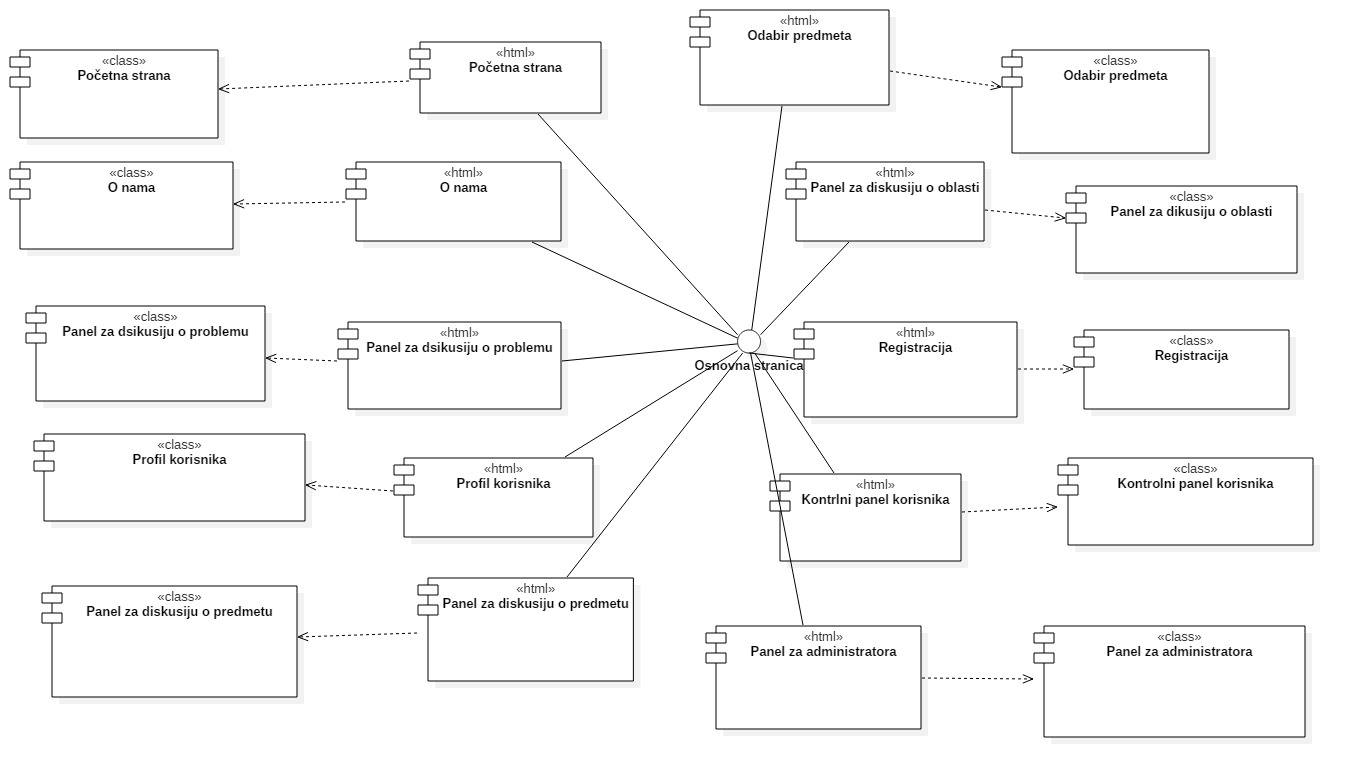 «class»
Početna strana
«html»
Početna strana
«html»
Odabir predmeta
«class»
Odabir predmeta
«class»
O nama
«html»
O nama
«html»
Panel za diskusiju o oblasti
«class»
Panel za dikusiju o oblasti
«class»
Panel za dsikusiju o problemu
«html»
Panel za dsikusiju o problemu
Osnovna stranica
«html»
Registracija
«class»
Registracija
«class»
Profil korisnika
«html»
Profil korisnika
«html»
Kontrlni panel korisnika
«class»
Kontrolni panel korisnika
«class»
Panel za diskusiju o predmetu
«html»
Panel za diskusiju o predmetu
«html»
Panel za administratora
«class»
Panel za administratora